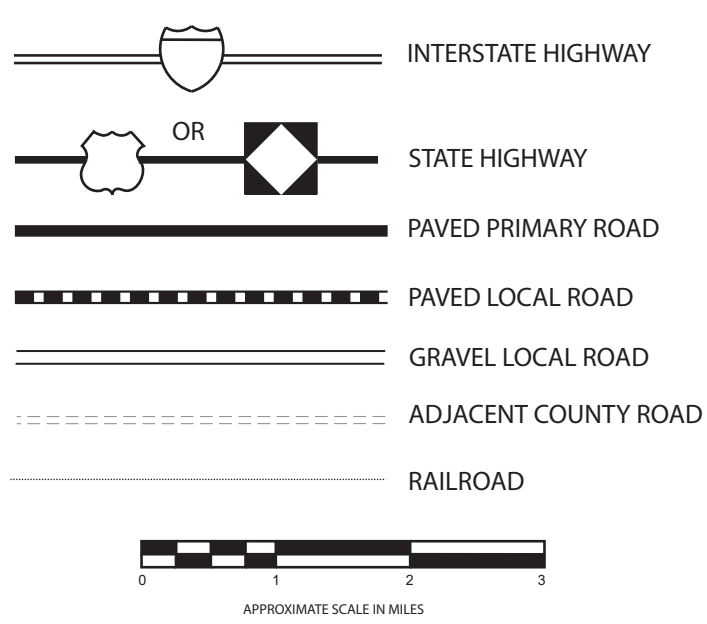 INTERSTATE HIGHWAY
OR
STATE HIGHWAY
PAVED PRIMARY ROAD
PAVED LOCAL ROAD
GRAVEL LOCAL ROAD
ADJACENT COUNTY ROAD
RAILROAD
0 1 2 3
APPROXIMATE SCALE IN MILES